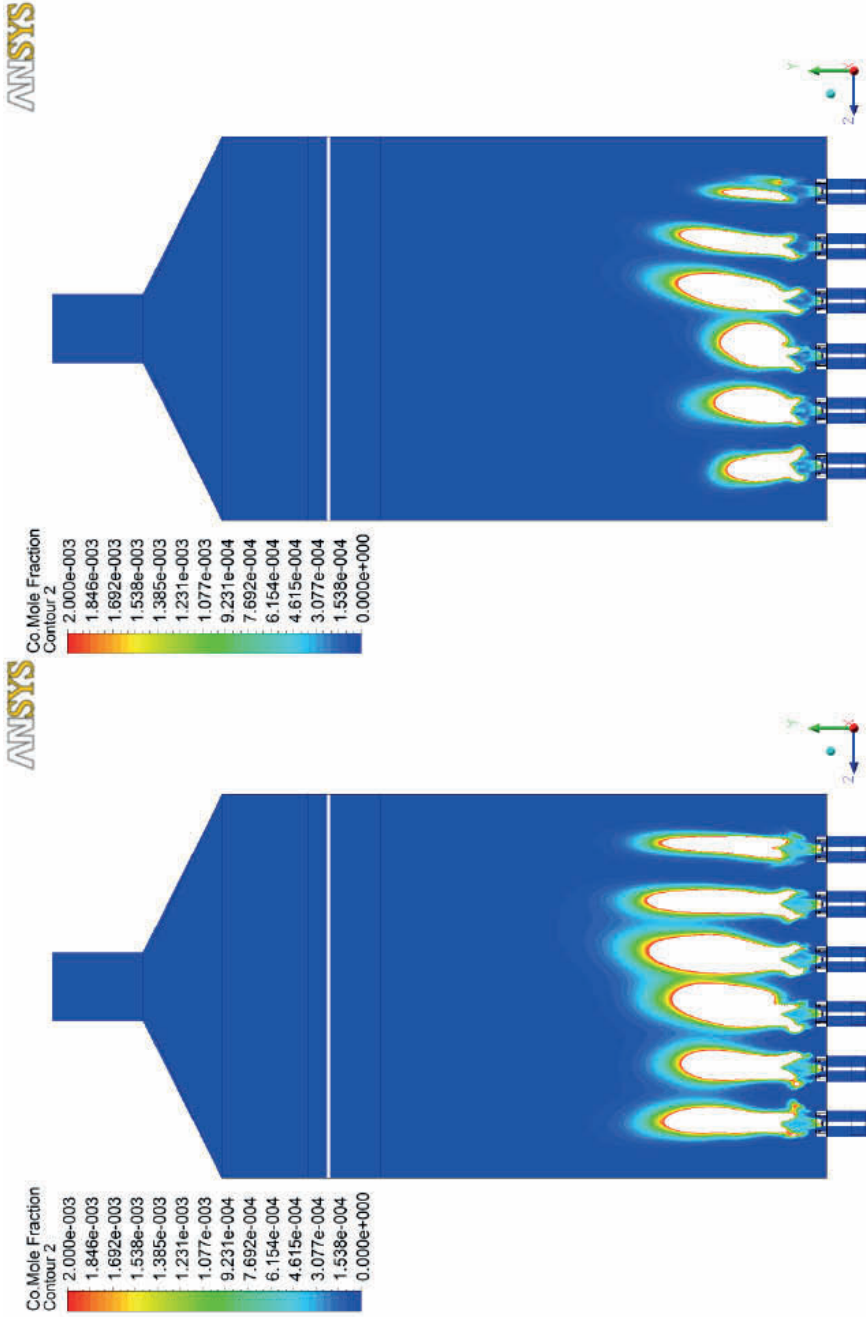 ANSYS
Co.Mole Fraction
Contour 2
2.000e-003
1.846e-003
1.692e-003
1.538e-003
1.385e-003
1.231e-003
1.077e-003
9.231e-004
7.692e-004
6.154e-004
4.615e-004
3.077e-004
1.538e-004
0.000e+000
Y
X
Z
ANSYS
Co.Mole Fraction
Contour 2
2.000e-003
1.846e-003
1.692e-003
1.538e-003
1.385e-003
1.231e-003
1.077e-003
9.231e-004
7.692e-004
6.154e-004
4.615e-004
3.077e-004
1.538e-004
0.000e+000
Y
X
Z